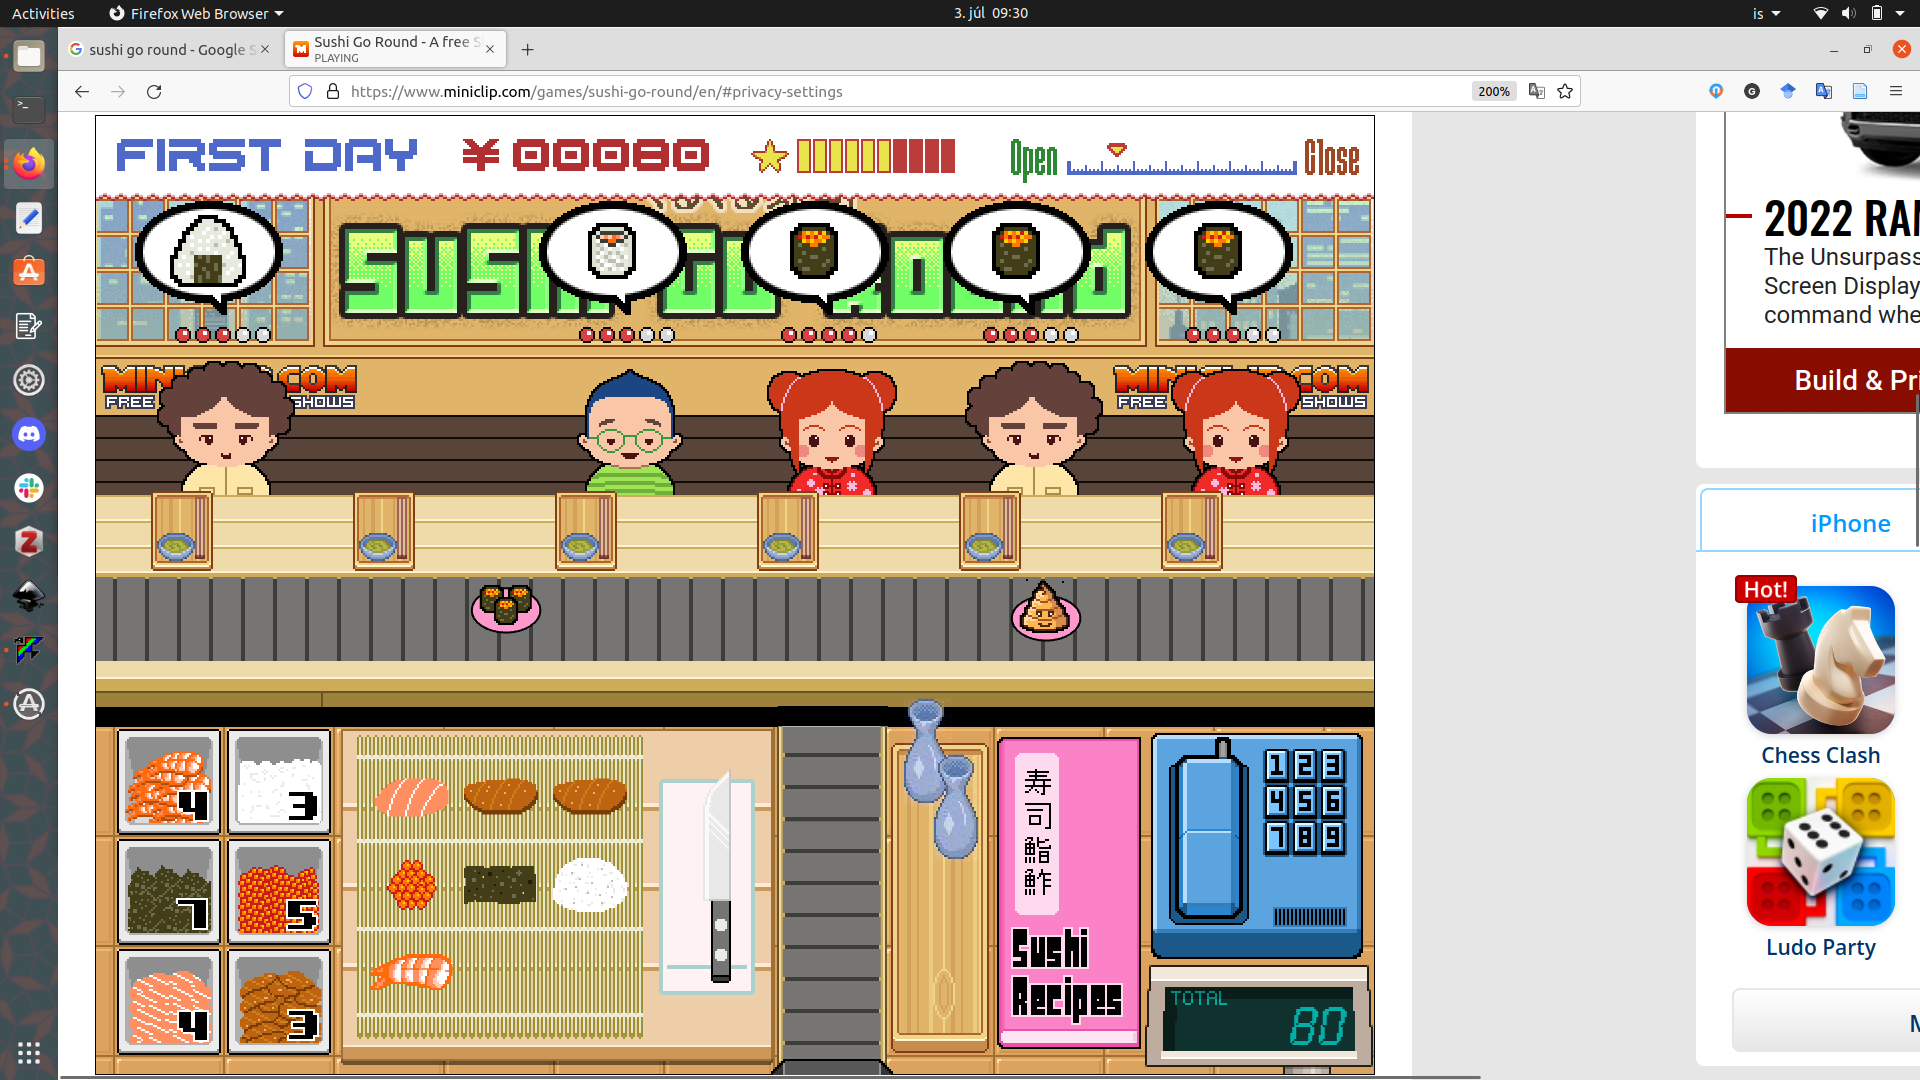 Activities
Firefox Web Browser
3. júl 09:30
is
sushi go round - Google S
Sushi Go Round - A free S
PLAYING
https://www.miniclip.com/games/sushi-go-round/en/#privacy-settings
200%
FIRST DAY
¥ 00080
Open
Close
FREE
SHOWS
FREE
SHOWS
4
3
7
5
4
3
寿
司
鮨
鮓
Sushi
Recipes
1 2 3
4 5 6
7 8 9
TOTAL
80
2022 RA
The Unsurpass
Screen Display
command whe
Build & Pri
iPhone
Hot!
Chess Clash
Ludo Party